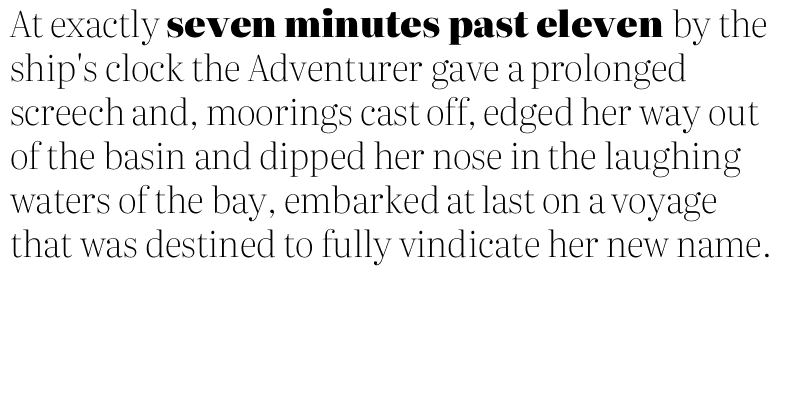 At exactly seven minutes past eleven by the
ship's clock the Adventurer gave a prolonged
screech and, moorings cast off, edged her way out
of the basin and dipped her nose in the laughing
waters of the bay, embarked at last on a voyage
that was destined to fully vindicate her new name.